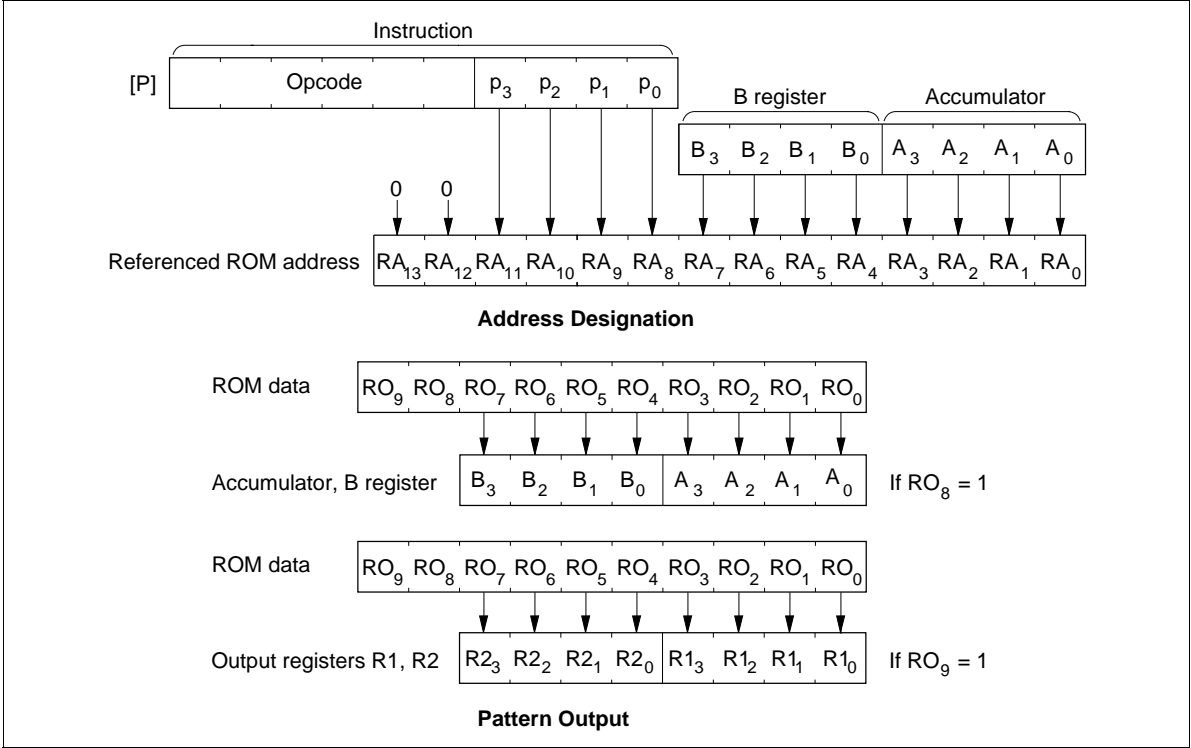 Instruction
[P] Opcode p3 p2 p1 p0
B register Accumulator
B3 B2 B1 B0 A3 A2 A1 A0
0 0
Referenced ROM address RA13 RA12 RA11 RA10 RA9 RA8 RA7 RA6 RA5 RA4 RA3 RA2 RA1 RA0
Address Designation
ROM data RO9 RO8 RO7 RO6 RO5 RO4 RO3 RO2 RO1 RO0
Accumulator, B register B3 B2 B1 B0 A3 A2 A1 A0 If RO8 = 1
ROM data RO9 RO8 RO7 RO6 RO5 RO4 RO3 RO2 RO1 RO0
Output registers R1, R2 R23 R22 R21 R20 R13 R12 R11 R10 If RO9 = 1
Pattern Output